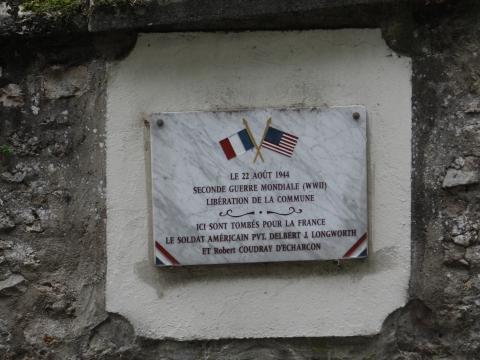 LE 22 AOÛT 1944
SECONDE GUERRE MONDIALE (WWII)
LIBÉRATION DE LA COMMUNE
ICI SONT TOMBÉS POUR LA FRANCE
LE SOLDAT AMÉRICAIN PVT. DELBERT J. LONGWORTH
ET Robert COUDRAY D'ÉCHARCON